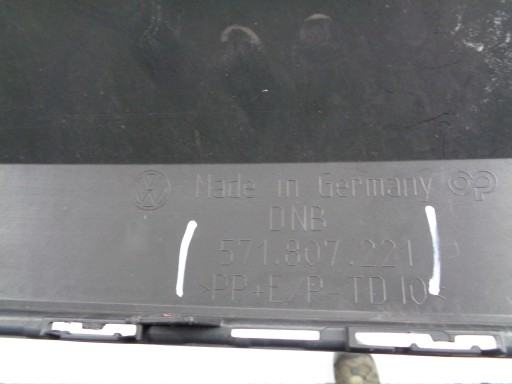 Made in Germany
DNB
571.807.221 P
>PP+E/P-TD10<